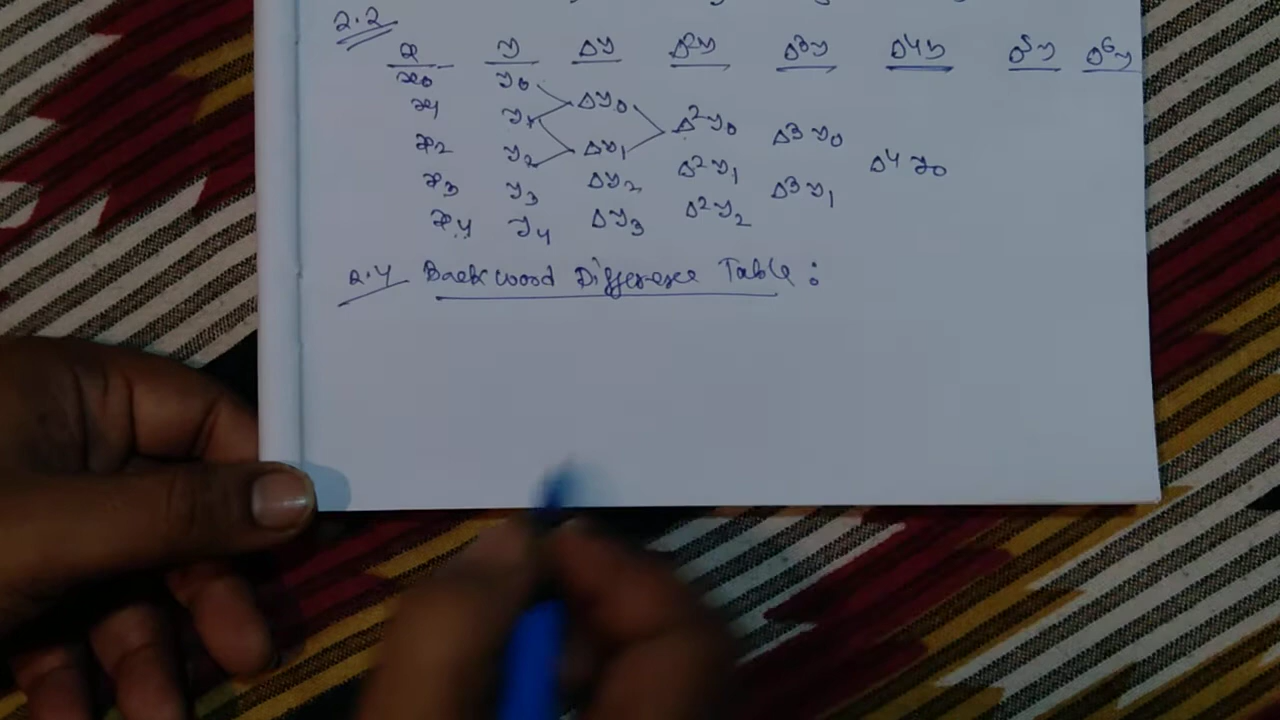 2.2
x y Δy Δ²y Δ³y Δ⁴y Δ⁵y Δ⁶y
x₀ y₀
Δy₀
x₁ y₁ Δ²y₀ Δ³y₀
x₂ y₂ Δy₁ Δ²y₁ Δ⁴y₀
x₃ y₃ Δy₂ Δ³y₁
x₄ y₄ Δy₃ Δ²y₂
2.4 Backword Difference Table :